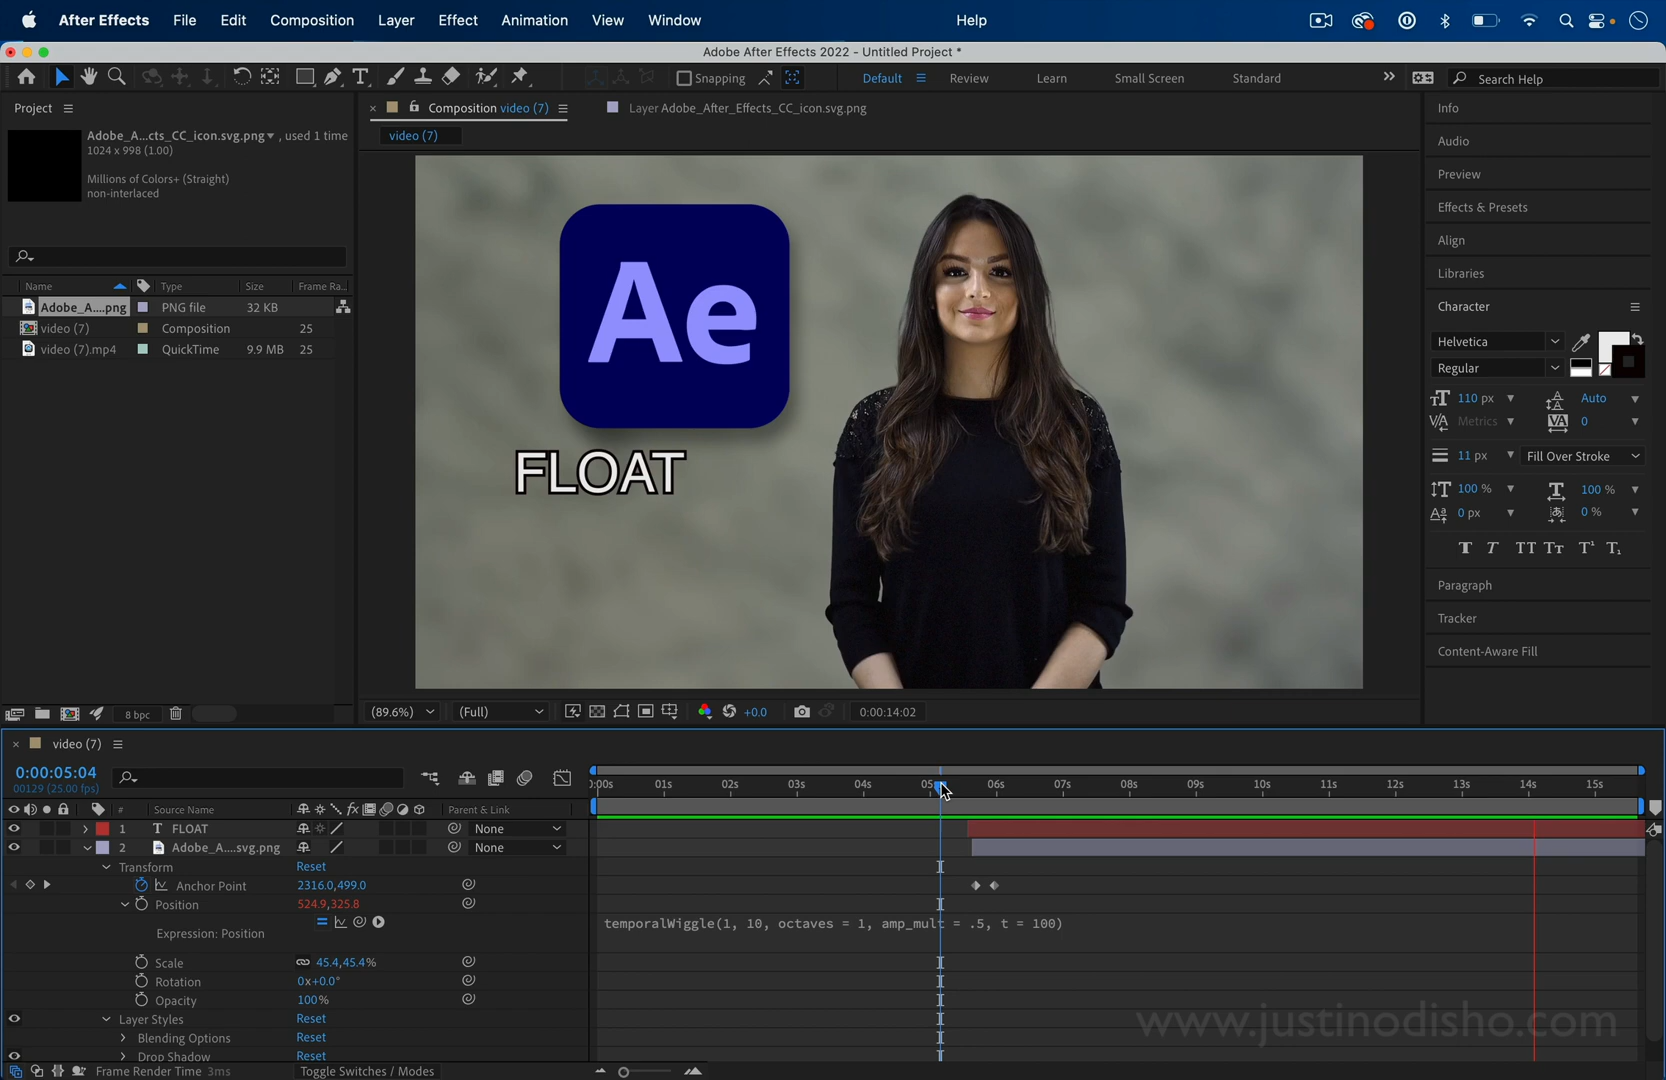 After Effects File Edit Composition Layer Effect Animation View Window Help
Adobe After Effects 2022 - Untitled Project *
Snapping Default Review Learn Small Screen Standard Search Help
Project
Composition video (7) Layer Adobe_After_Effects_CC_icon.svg.png
video (7)
Adobe_A...cts_CC_icon.svg.png , used 1 time
1024 x 998 (1.00)
Millions of Colors+ (Straight)
non-interlaced
Name Type Size Frame Ra...
Adobe_A....png PNG file 32 KB
video (7) Composition 25
video (7).mp4 QuickTime 9.9 MB 25
8 bpc
Ae
FLOAT
(89.6%) (Full) +0.0 0:00:14:02
Info
Audio
Preview
Effects & Presets
Align
Libraries
Character
Helvetica
Regular
110 px Auto
Metrics 0
11 px Fill Over Stroke
100 % 100 %
0 px 0 %
T T TT Tt T¹ T₁
Paragraph
Tracker
Content-Aware Fill
video (7)
0:00:05:04
00129 (25.00 fps)
# Source Name Parent & Link
):00s 01s 02s 03s 04s 05s 06s 07s 08s 09s 10s 11s 12s 13s 14s 15s
1 T FLOAT None
2 Adobe_A....svg.png None
Transform Reset
Anchor Point 2316.0,499.0
Position 524.9,325.8
Expression: Position
temporalWiggle(1, 10, octaves = 1, amp_mult = .5, t = 100)
Scale 45.4,45.4%
Rotation 0x+0.0°
Opacity 100%
Layer Styles Reset
Blending Options Reset
Drop Shadow Reset
Frame Render Time 3ms Toggle Switches / Modes
www.justinodisho.com